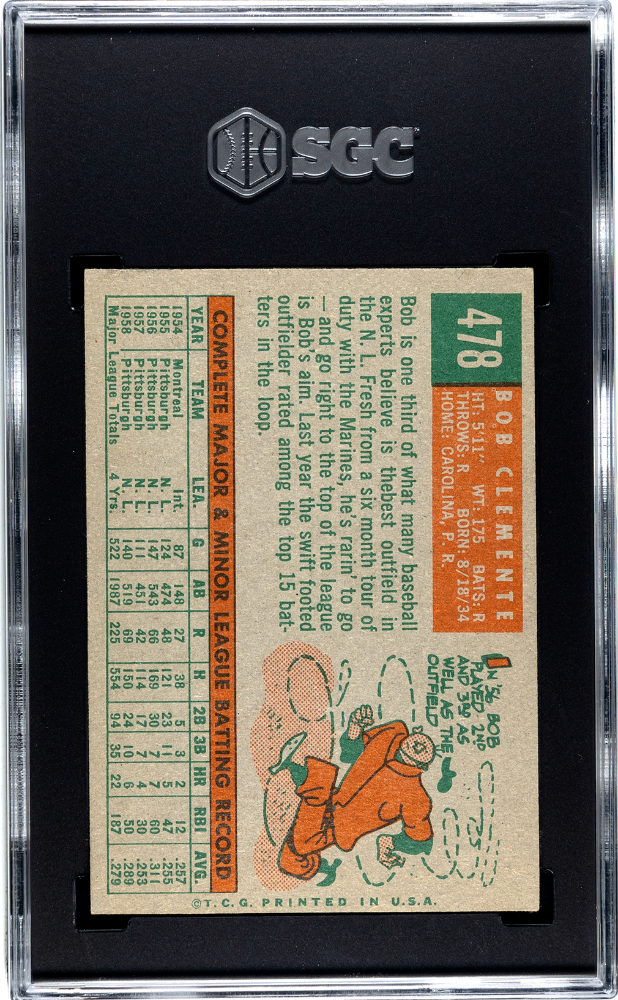 SGC
478
BOB CLEMENTE
HT: 5'11" WT: 175 BATS: R
THROWS: R BORN: 8/18/34
HOME: CAROLINA, P. R.
Bob is one third of what many baseball
experts believe is thebest outfield in
the N. L. Fresh from a six month tour of
duty with the Marines, he's rarin' to go
—and go right to the top of the league
is Bob's aim. Last year the swift footed
outfielder rated among the top 15 bat-
ters in the loop.
IN '56 BOB
PLAYED 2ND
AND 3RD AS
WELL AS THE
OUTFIELD
COMPLETE MAJOR & MINOR LEAGUE BATTING RECORD
YEAR TEAM LEA. G AB R H 2B 3B HR RBI AVG.
1954 Montreal Int. 87 148 27 38 5 3 2 12 .257
1955 Pittsburgh N. L. 124 474 48 121 23 11 5 47 .255
1956 Pittsburgh N. L. 147 543 66 169 30 7 7 60 .311
1957 Pittsburgh N. L. 111 451 42 114 17 7 4 30 .253
1958 Pittsburgh N. L. 140 519 69 150 24 10 6 50 .289
Major League Totals 4 Yrs. 522 1987 225 554 94 35 22 187 .279
©T. C. G. PRINTED IN U. S. A.